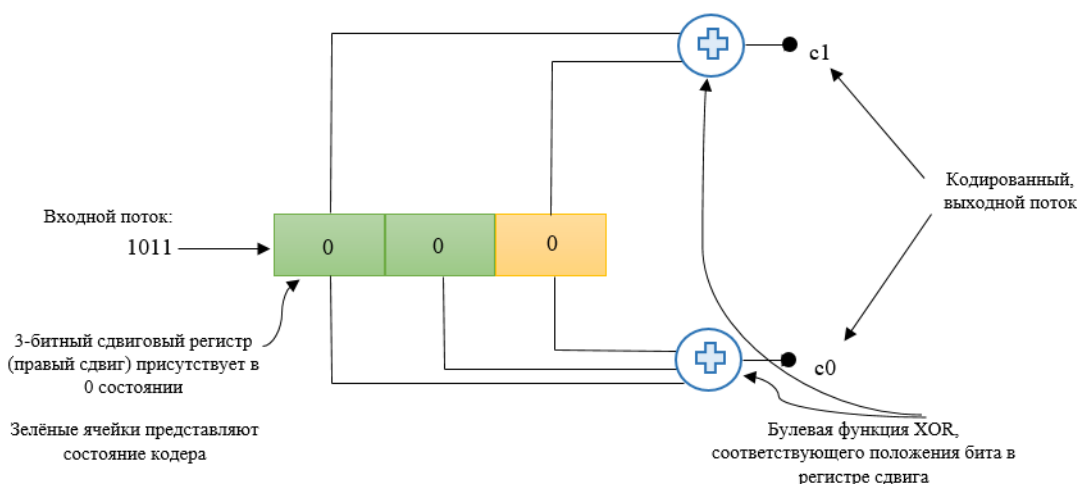 c1
Кодированный,
выходной поток
Входной поток:
1011
0
0
0
3-битный сдвиговый регистр
(правый сдвиг) присутствует в
0 состоянии
c0
Зелёные ячейки представляют
состояние кодера
Булевая функция XOR,
соответствующего положения бита в
регистре сдвига